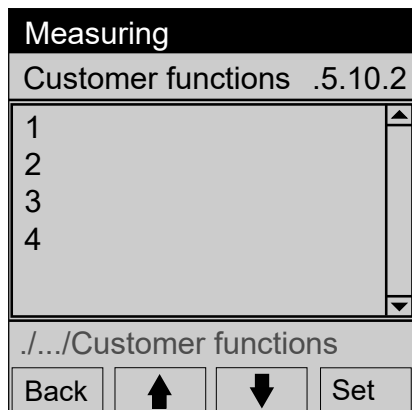 Measuring
Customer functions .5.10.2
1
2
3
4
./.../Customer functions
Back Set